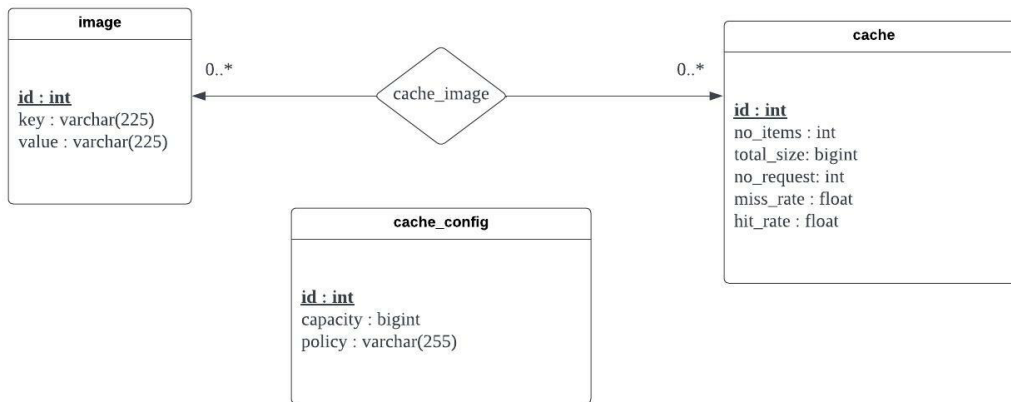 image
id : int
key : varchar(225)
value : varchar(225)
0..*
cache_image
0..*
cache
id : int
no_items : int
total_size: bigint
no_request: int
miss_rate : float
hit_rate : float
cache_config
id : int
capacity : bigint
policy : varchar(255)